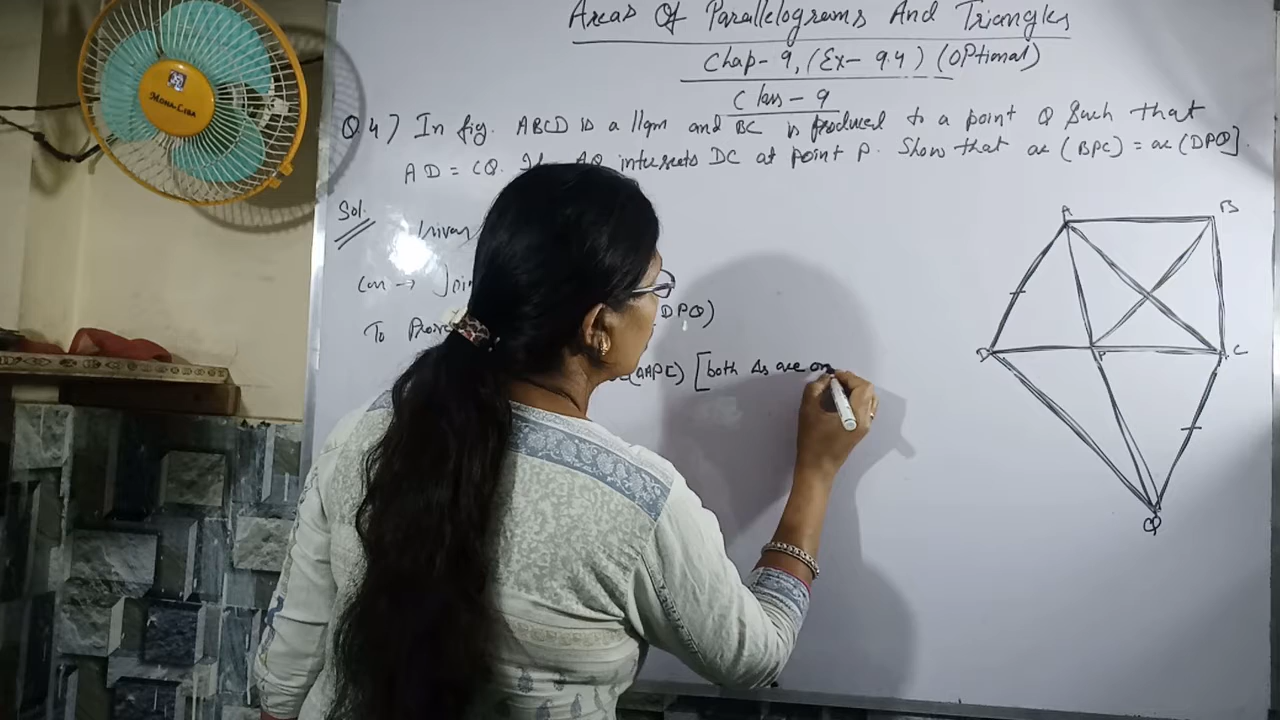 Areas Of Parallelograms And Triangles
Chap-9, (Ex-9.4) (Optional)
Class-9
Q.4) In fig. ABCD is a llgm and BC is produced to a point Q Such that
AD = CQ. AQ intersects DC at point P. Show that ar (BPC) = ar (DPQ).
Sol.
Given
Con → Join
To Prove DPQ)
(APC) [both Δs are on
A
B
D
P
C
Q
MONA-LISA